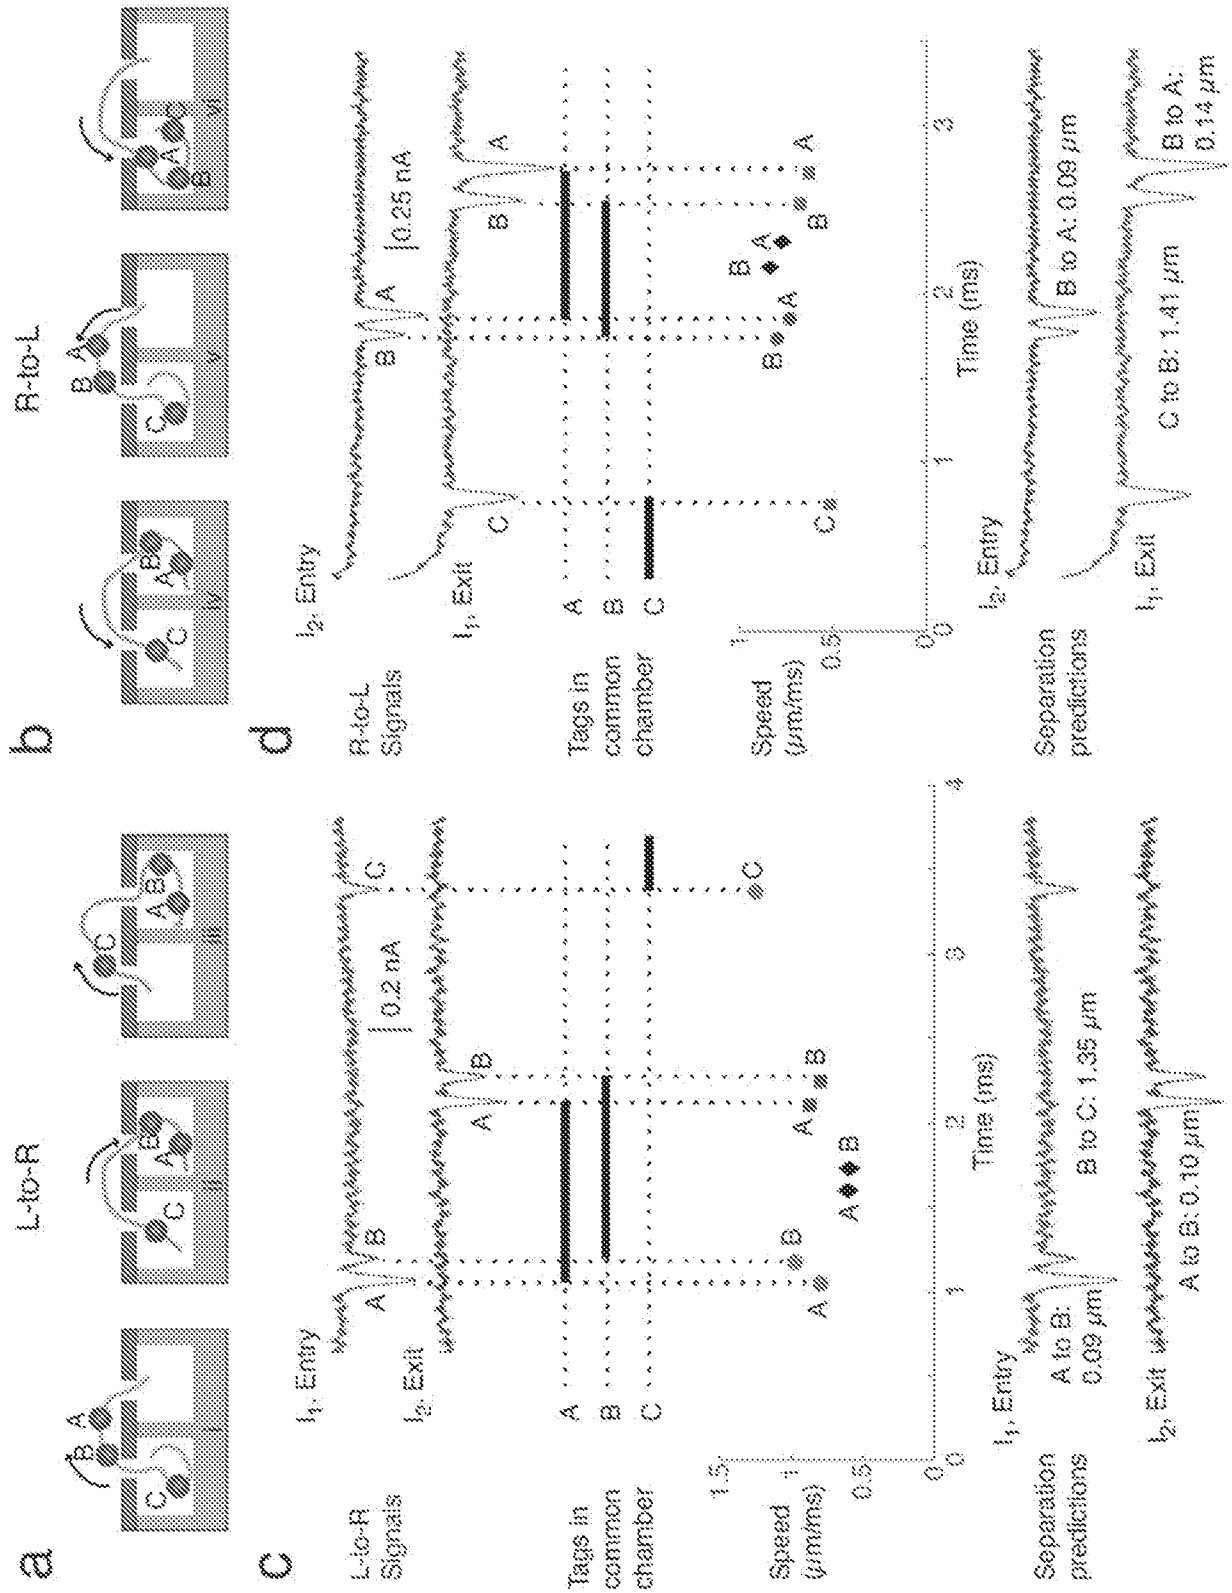 a
L-to-R
C
B
A
i
C
A
B
ii
C
A
B
iii
b
R-to-L
C
A
B
iv
C
B
A
v
B
A
C
vi
c
L-to-R
Signals
I1, Entry
A
B
C
0.2 nA
I2, Exit
A
B
Tags in
common
chamber
A
B
C
Speed
(μm/ms)
1.5
1
0.5
0
A
B
A
B
A
B
C
0
1
2
3
4
Time (ms)
Separation
predictions
I1, Entry
A to B:
0.09 μm
B to C: 1.35 μm
I2, Exit
A to B: 0.10 μm
d
R-to-L
Signals
I2, Entry
B
A
0.25 nA
I1, Exit
C
B
A
Tags in
common
chamber
A
B
C
Speed
(μm/ms)
1
0.5
0
C
B
A
B
A
B
A
0
1
2
3
Time (ms)
Separation
predictions
I2, Entry
B to A: 0.09 μm
I1, Exit
C to B: 1.41 μm
B to A:
0.14 μm